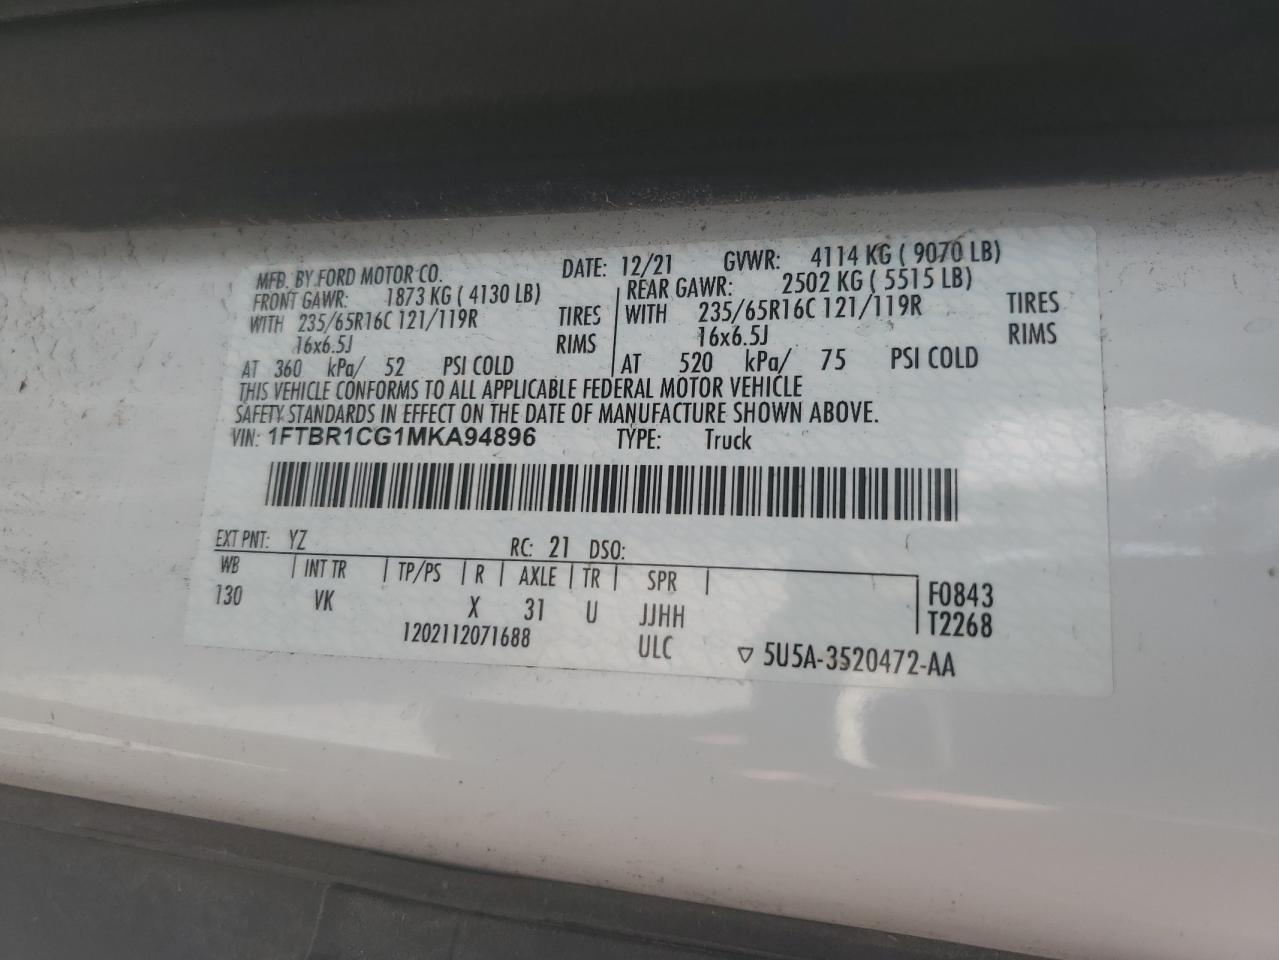 MFD. BY FORD MOTOR CO. DATE: 12/21 GVWR: 4114 KG ( 9070 LB)
FRONT GAWR: 1873 KG ( 4130 LB) REAR GAWR: 2502 KG ( 5515 LB)
WITH 235/65R16C 121/119R TIRES WITH 235/65R16C 121/119R TIRES
16x6.5J RIMS 16x6.5J RIMS
AT 360 kPa/ 52 PSI COLD AT 520 kPa/ 75 PSI COLD
THIS VEHICLE CONFORMS TO ALL APPLICABLE FEDERAL MOTOR VEHICLE
SAFETY STANDARDS IN EFFECT ON THE DATE OF MANUFACTURE SHOWN ABOVE.
VIN: 1FTBR1CG1MKA94896 TYPE: Truck
EXT PNT: YZ RC: 21 DSO:
WB INT TR TP/PS R AXLE TR SPR
130 VK X 31 U JJHH F0843
1202112071688 ULC T2268
▽ 5U5A-3520472-AA